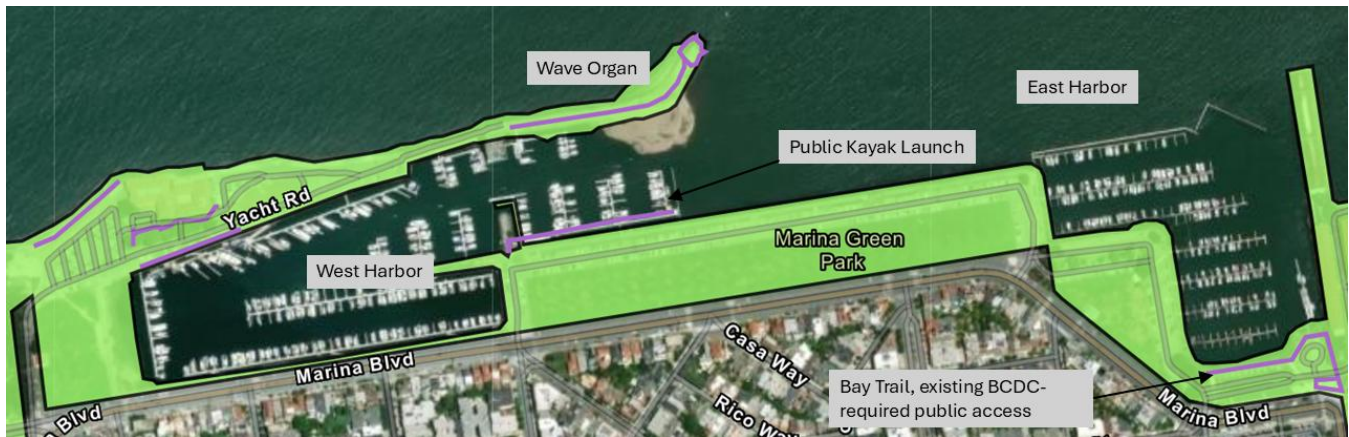 Wave Organ
East Harbor
Public Kayak Launch
Yacht Rd
Marina Green
Park
West Harbor
Marina Blvd
Casa Way
Bay Trail, existing BCDC-
required public access
Marina Blvd
Blvd
Rico Way